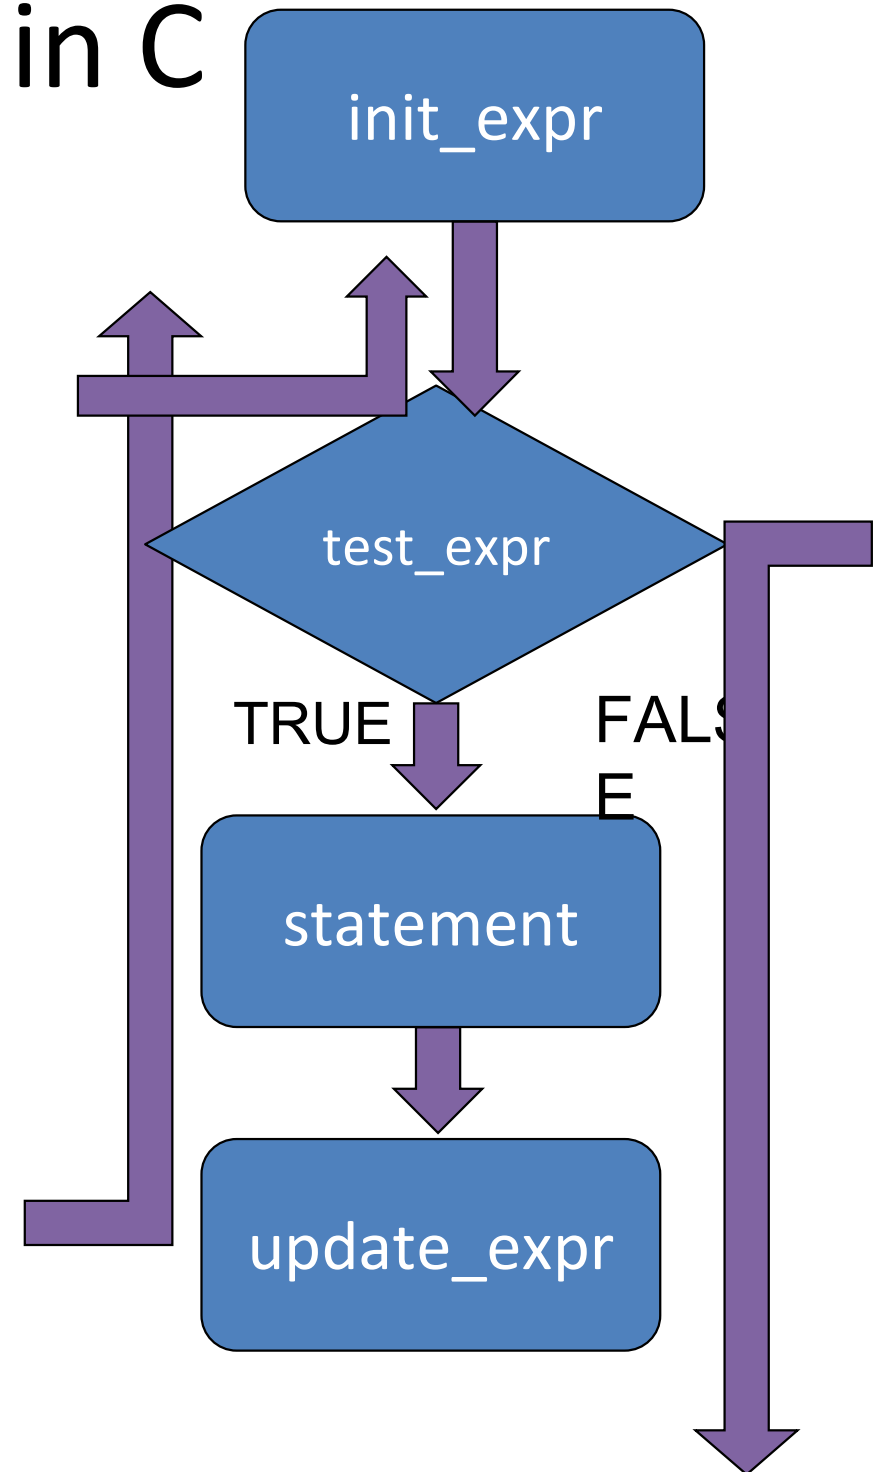 in C
init_expr
test_expr
TRUE
FALS
E
statement
update_expr